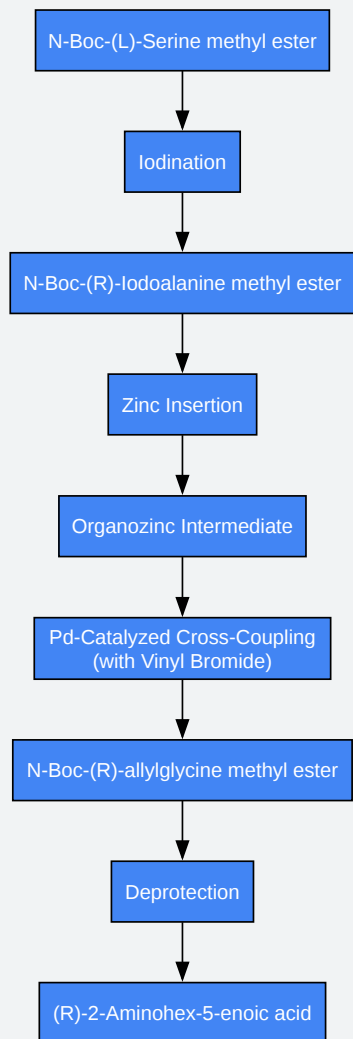 N-Boc-(L)-Serine methyl ester
Iodination
N-Boc-(R)-Iodoalanine methyl ester
Zinc Insertion
Organozinc Intermediate
Pd-Catalyzed Cross-Coupling
(with Vinyl Bromide)
N-Boc-(R)-allylglycine methyl ester
Deprotection
(R)-2-Aminohex-5-enoic acid